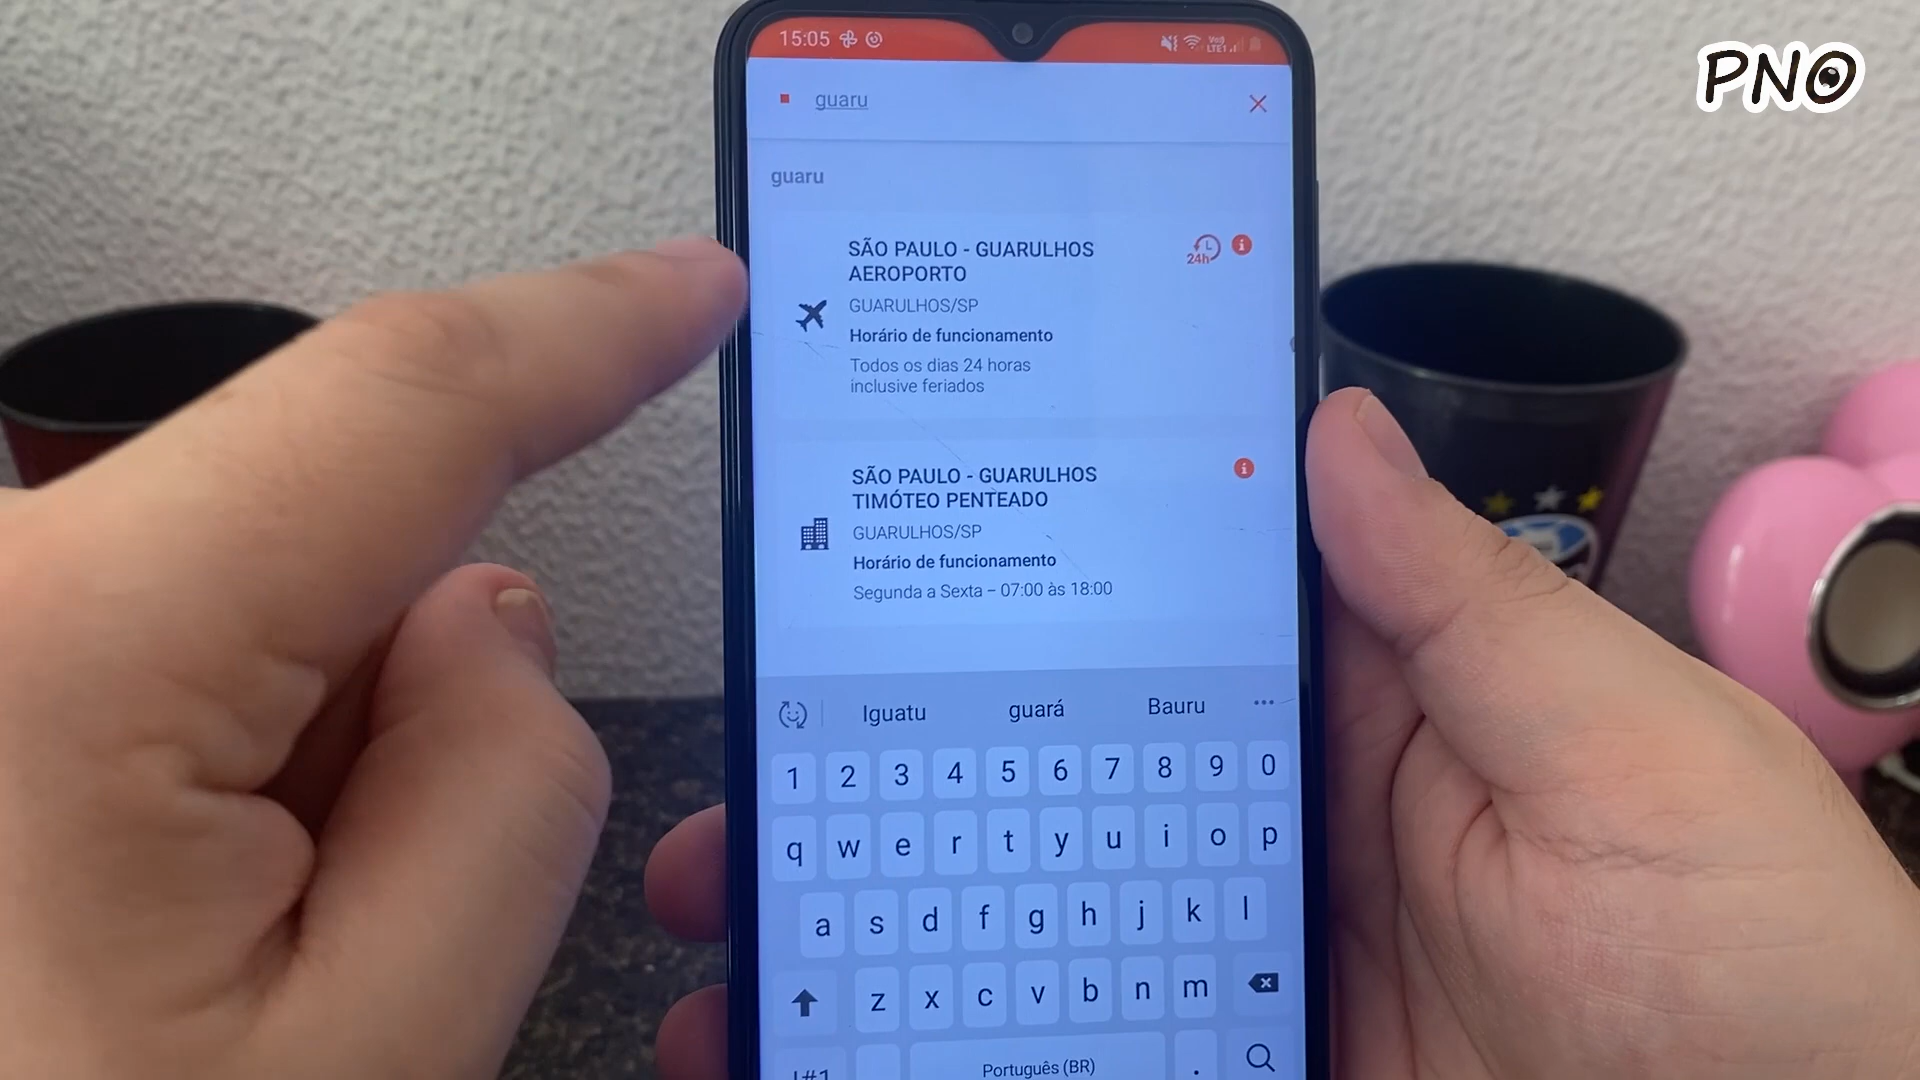 PNO
15:05
guaru
guaru
SÃO PAULO - GUARULHOS
AEROPORTO
24h
GUARULHOS/SP
Horário de funcionamento
Todos os dias 24 horas
inclusive feriados
SÃO PAULO - GUARULHOS
TIMÓTEO PENTEADO
GUARULHOS/SP
Horário de funcionamento
Segunda a Sexta – 07:00 às 18:00
Iguatu guará Bauru
1 2 3 4 5 6 7 8 9 0
q w e r t y u i o p
a s d f g h j k l
z x c v b n m
!#1 Português (BR) .